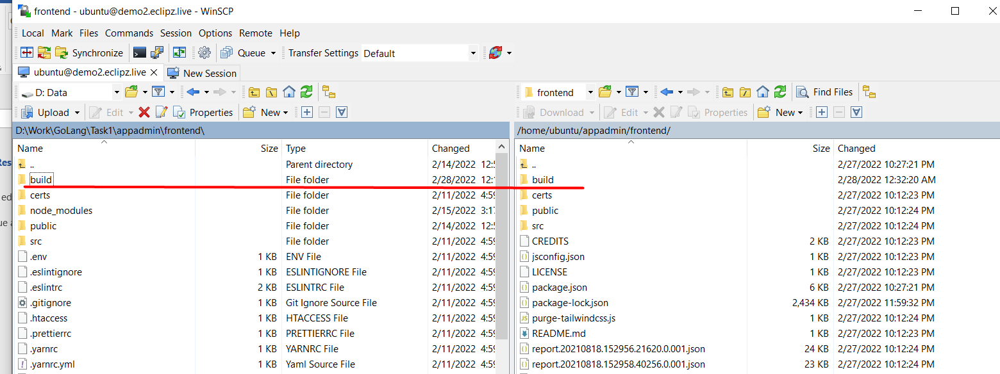 frontend - ubuntu@demo2.eclipz.live - WinSCP
Local Mark Files Commands Session Options Remote Help
Synchronize Queue Transfer Settings Default
ubuntu@demo2.eclipz.live New Session
D: Data frontend Find Files
Upload Edit Properties New Download Edit Properties New
D:\Work\GoLang\Task1\appadmin\frontend\ /home/ubuntu/appadmin/frontend/
Name Size Type Changed Name Size Changed
.. Parent directory 2/14/2022 12:5 .. 2/27/2022 10:27:21 PM
build File folder 2/28/2022 12:1 build 2/28/2022 12:32:20 AM
certs File folder 2/11/2022 4:59 certs 2/27/2022 10:12:23 PM
node_modules File folder 2/15/2022 3:17 public 2/27/2022 10:12:24 PM
public File folder 2/14/2022 12:5 src 2/27/2022 10:12:24 PM
src File folder 2/11/2022 4:59 CREDITS 2 KB 2/27/2022 10:12:23 PM
.env 1 KB ENV File 2/11/2022 4:59 jsconfig.json 1 KB 2/27/2022 10:12:23 PM
.eslintignore 1 KB ESLINTIGNORE File 2/11/2022 4:59 LICENSE 1 KB 2/27/2022 10:12:23 PM
.eslintrc 2 KB ESLINTRC File 2/11/2022 4:59 package.json 6 KB 2/27/2022 10:27:21 PM
.gitignore 1 KB Git Ignore Source File 2/11/2022 4:59 package-lock.json 2,434 KB 2/27/2022 11:59:32 PM
.htaccess 1 KB HTACCESS File 2/11/2022 4:59 purge-tailwindcss.js 1 KB 2/27/2022 10:12:24 PM
.prettierrc 1 KB PRETTIERRC File 2/11/2022 4:59 README.md 1 KB 2/27/2022 10:12:23 PM
.yarnrc 1 KB YARNRC File 2/11/2022 4:59 report.20210818.152956.21620.0.001.json 24 KB 2/27/2022 10:12:24 PM
.yarnrc.yml 1 KB Yaml Source File 2/11/2022 4:59 report.20210818.152958.40256.0.001.json 23 KB 2/27/2022 10:12:24 PM